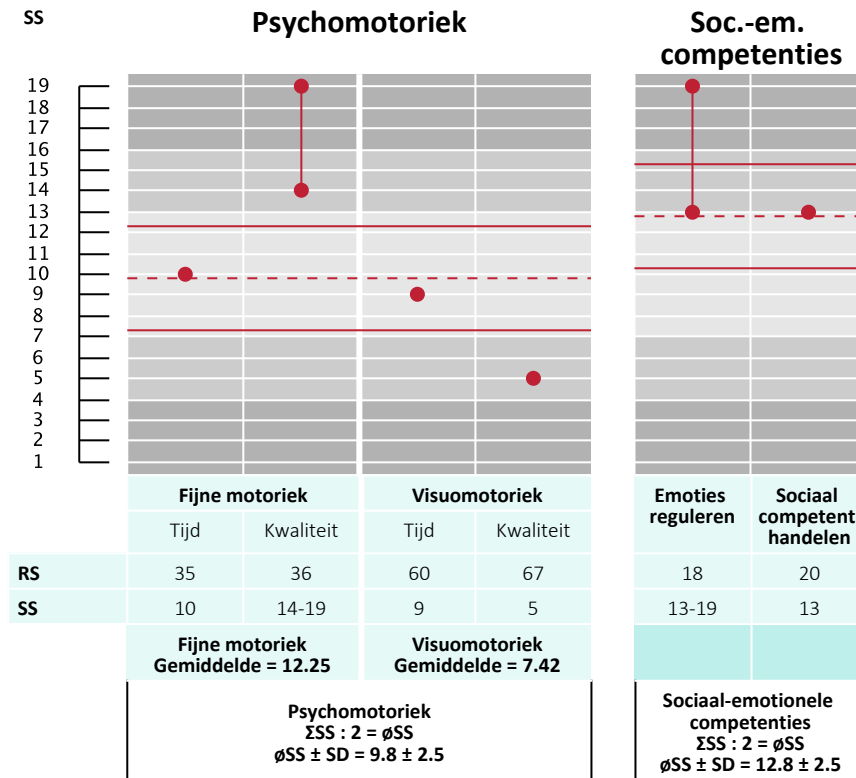 SS
Psychomotoriek
Soc.-em.
competenties
19
18
17
16
15
14
13
12
11
10
9
8
7
6
5
4
3
2
1
Fijne motoriek
Visuomotoriek
Emoties
reguleren
Sociaal
competent
handelen
Tijd
Kwaliteit
Tijd
Kwaliteit
RS
35
36
60
67
18
20
SS
10
14-19
9
5
13-19
13
Fijne motoriek
Gemiddelde = 12.25
Visuomotoriek
Gemiddelde = 7.42
Psychomotoriek
ΣSS : 2 = øSS
øSS ± SD = 9.8 ± 2.5
Sociaal-emotionele
competenties
ΣSS : 2 = øSS
øSS ± SD = 12.8 ± 2.5